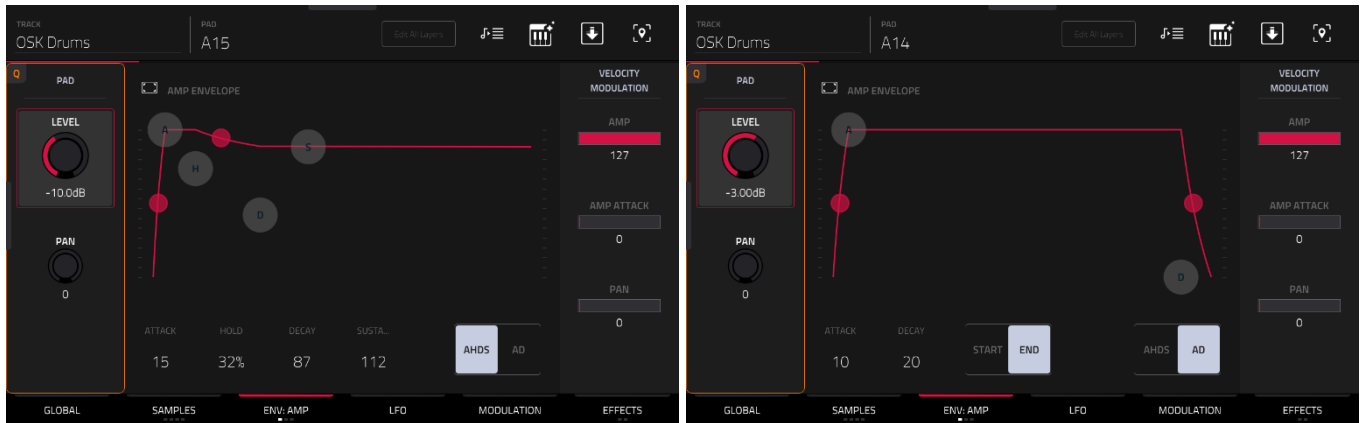 TRACK
OSK Drums
PAD
A15
Edit All Layers
Q
PAD
LEVEL
-10.0dB
PAN
0
AMP ENVELOPE
A
H
D
S
ATTACK HOLD DECAY SUSTA...
15 32% 87 112
AHDS AD
VELOCITY
MODULATION
AMP
127
AMP ATTACK
0
PAN
0
GLOBAL SAMPLES ENV: AMP LFO MODULATION EFFECTS
TRACK
OSK Drums
PAD
A14
Edit All Layers
Q
PAD
LEVEL
-3.00dB
PAN
0
AMP ENVELOPE
A
D
ATTACK DECAY
10 20
START END
AHDS AD
VELOCITY
MODULATION
AMP
127
AMP ATTACK
0
PAN
0
GLOBAL SAMPLES ENV: AMP LFO MODULATION EFFECTS